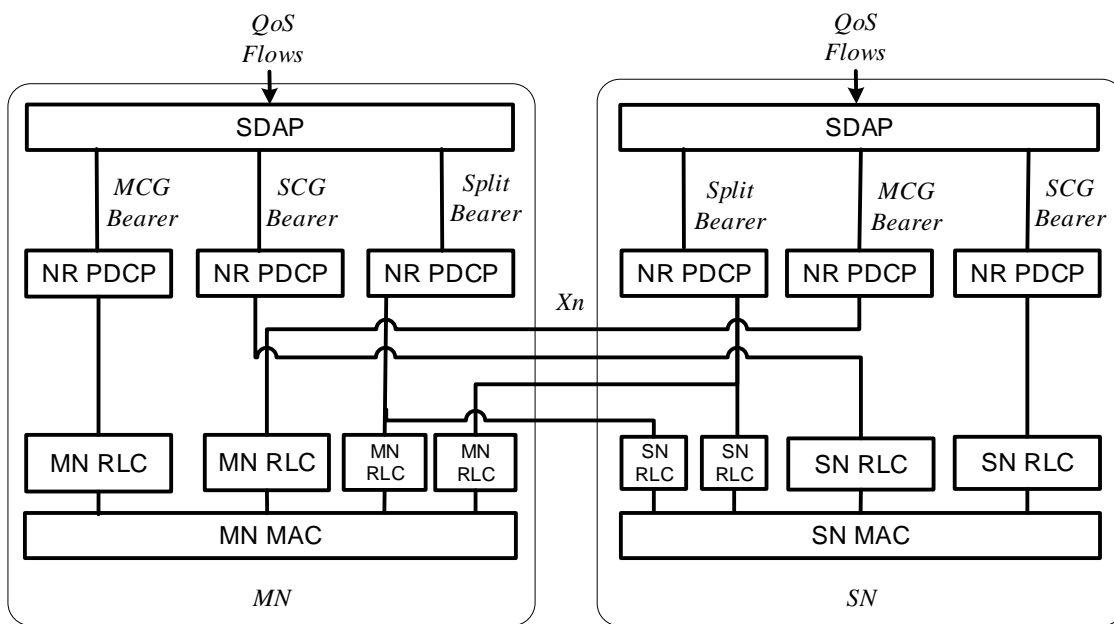 QoS
Flows
QoS
Flows
SDAP
SDAP
MCG
Bearer
SCG
Bearer
Split
Bearer
Split
Bearer
MCG
Bearer
SCG
Bearer
NR PDCP
NR PDCP
NR PDCP
NR PDCP
NR PDCP
NR PDCP
Xn
MN RLC
MN RLC
MN
RLC
MN
RLC
SN
RLC
SN
RLC
SN RLC
SN RLC
MN MAC
SN MAC
MN
SN